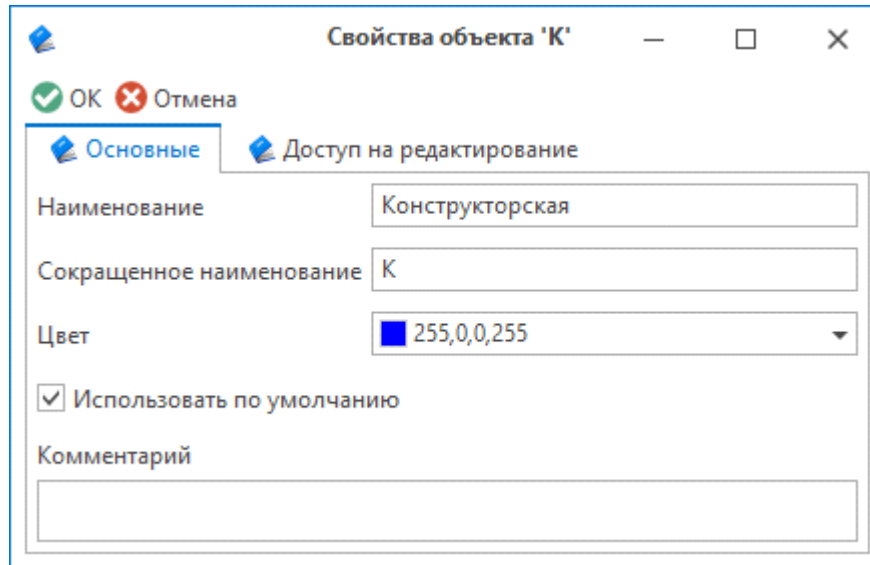 Свойства объекта 'К'
ОК Отмена
Основные Доступ на редактирование
Наименование Конструкторская
Сокращенное наименование К
Цвет 255,0,0,255
Использовать по умолчанию
Комментарий